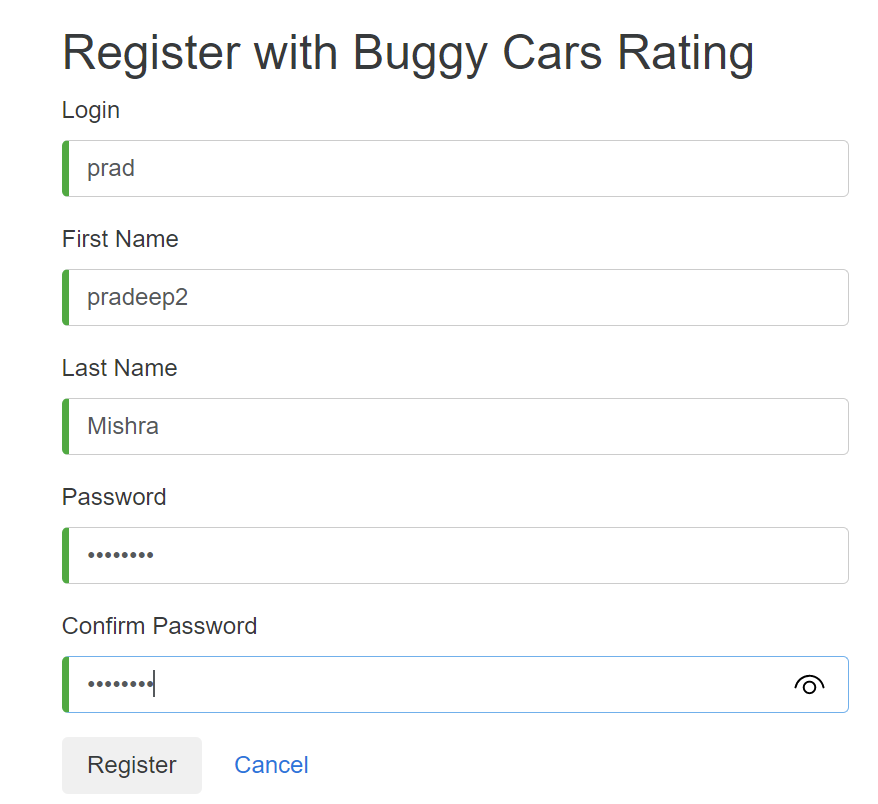 Register with Buggy Cars Rating
Login
prad
First Name
pradeep2
Last Name
Mishra
Password
••••••••
Confirm Password
••••••••
Register
Cancel